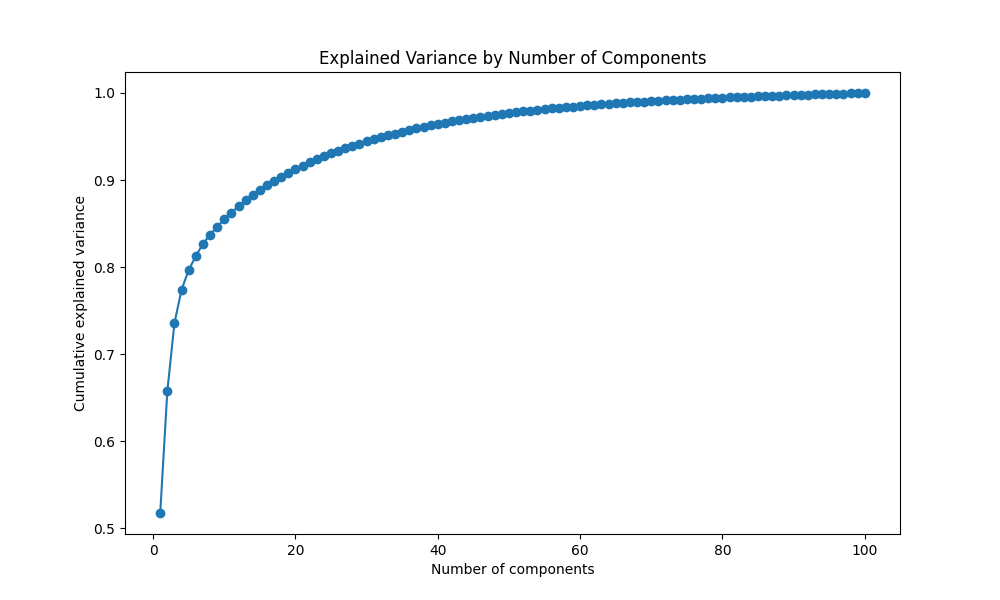 Explained Variance by Number of Components
1.0
0.9
0.8
0.7
0.6
0.5
Cumulative explained variance
0 20 40 60 80 100
Number of components